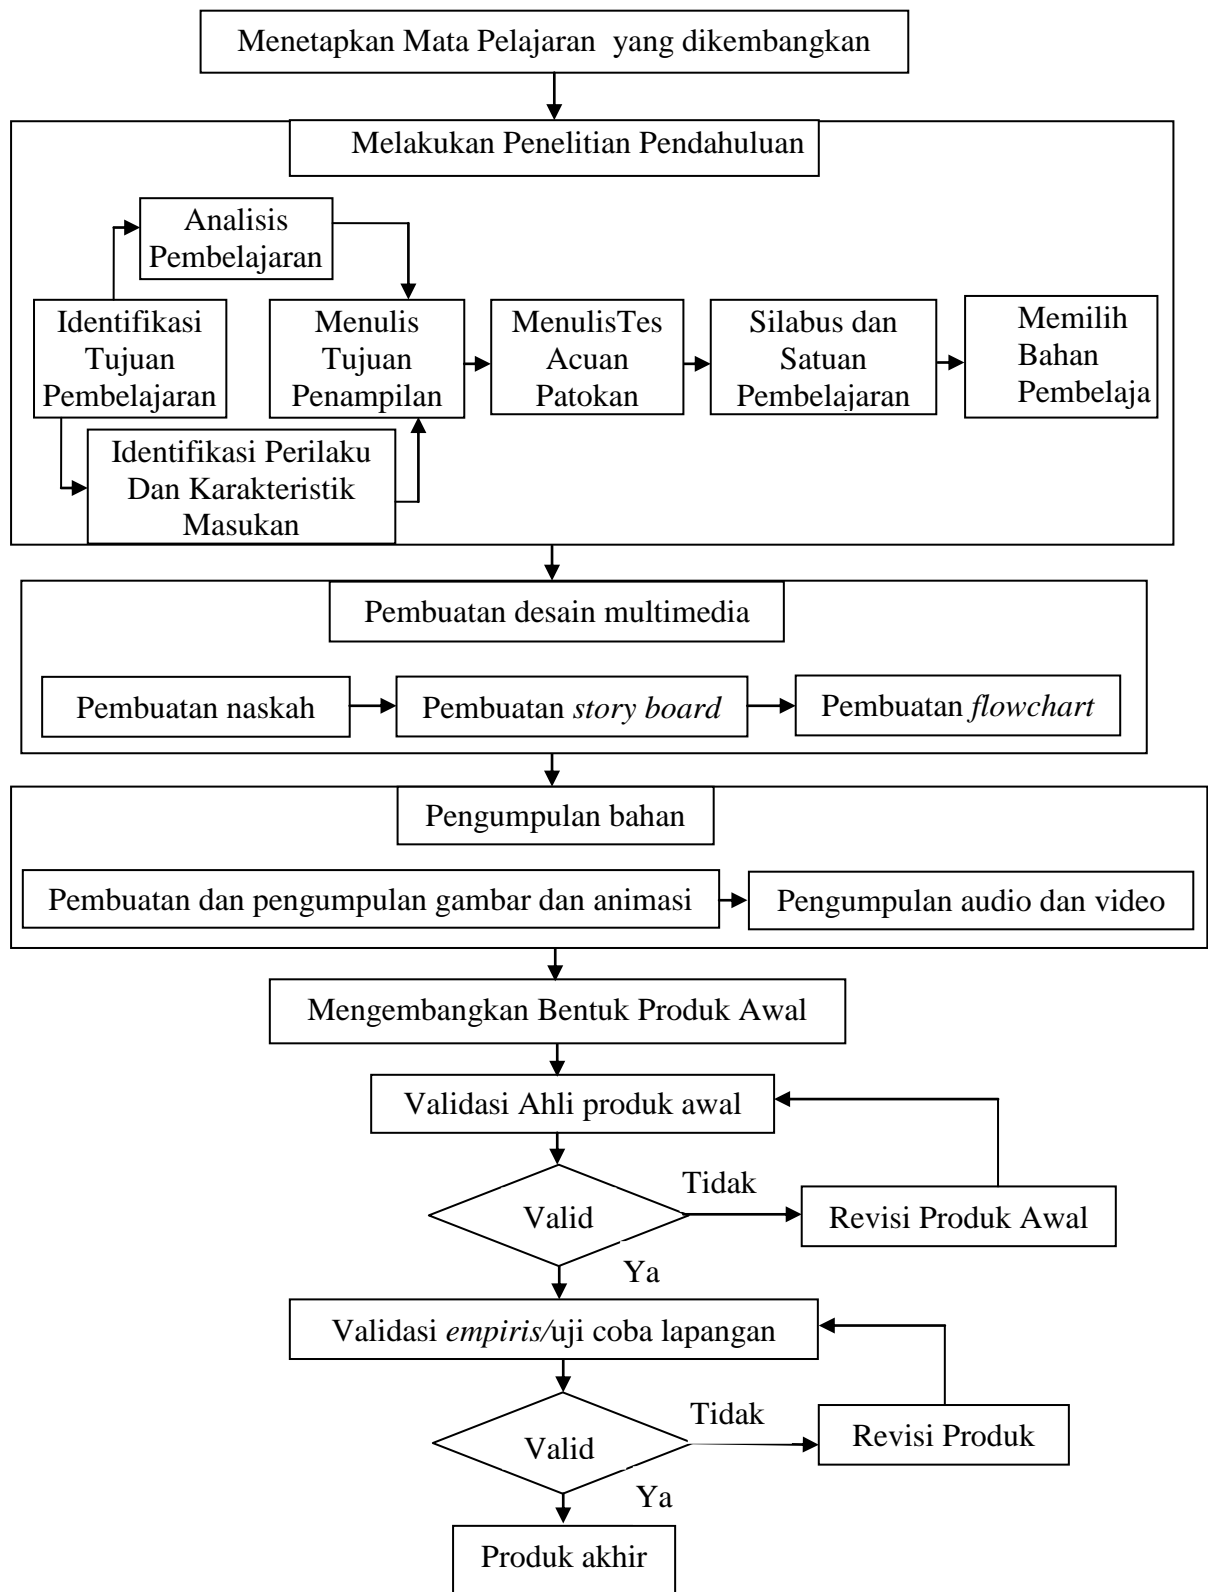 Menetapkan Mata Pelajaran yang dikembangkan
Melakukan Penelitian Pendahuluan
Analisis
Pembelajaran
Identifikasi
Tujuan
Pembelajaran
Menulis
Tujuan
Penampilan
MenulisTes
Acuan
Patokan
Silabus dan
Satuan
Pembelajaran
Memilih
Bahan
Pembelaja
Identifikasi Perilaku
Dan Karakteristik
Masukan
Pembuatan desain multimedia
Pembuatan naskah
Pembuatan story board
Pembuatan flowchart
Pengumpulan bahan
Pembuatan dan pengumpulan gambar dan animasi
Pengumpulan audio dan video
Mengembangkan Bentuk Produk Awal
Validasi Ahli produk awal
Valid
Tidak
Revisi Produk Awal
Ya
Validasi empiris/uji coba lapangan
Valid
Tidak
Revisi Produk
Ya
Produk akhir